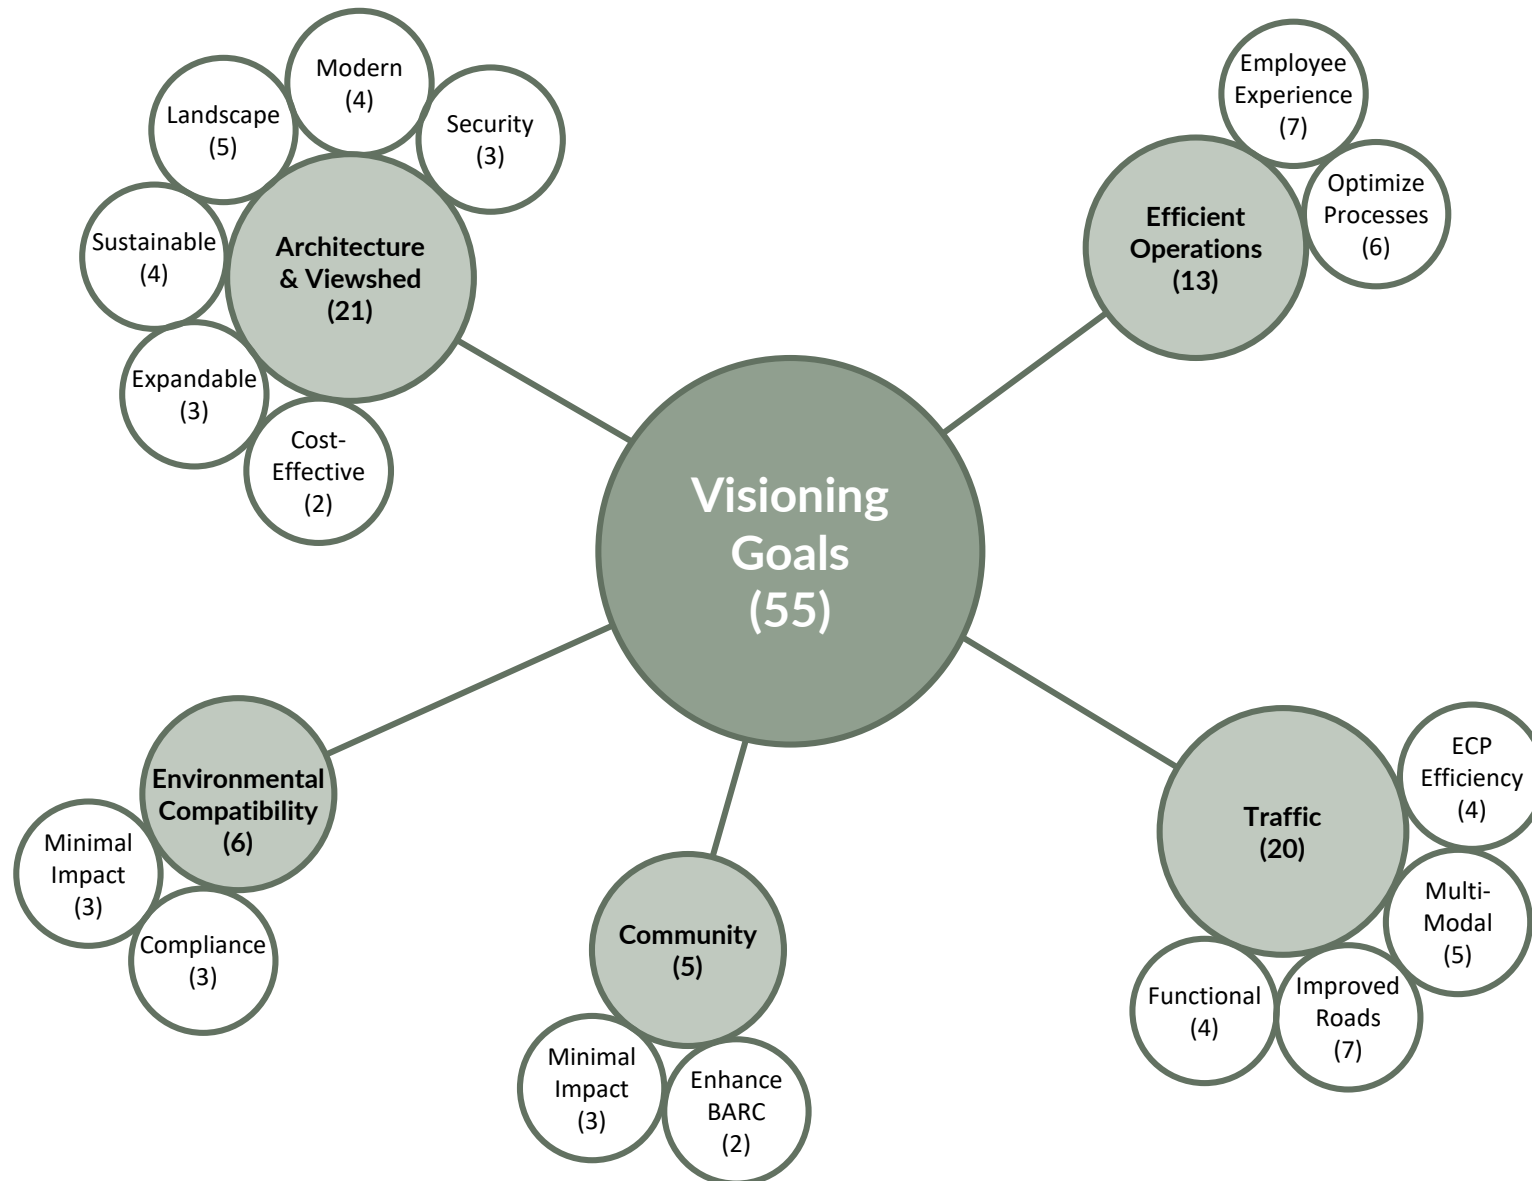 Modern
(4)
Landscape
(5)
Security
(3)
Sustainable
(4)
Architecture
& Viewshed
(21)
Expandable
(3)
Cost-
Effective
(2)
Employee
Experience
(7)
Optimize
Processes
(6)
Efficient
Operations
(13)
Visioning
Goals
(55)
Environmental
Compatibility
(6)
Minimal
Impact
(3)
Compliance
(3)
Community
(5)
Minimal
Impact
(3)
Enhance
BARC
(2)
Traffic
(20)
ECP
Efficiency
(4)
Multi-
Modal
(5)
Improved
Roads
(7)
Functional
(4)